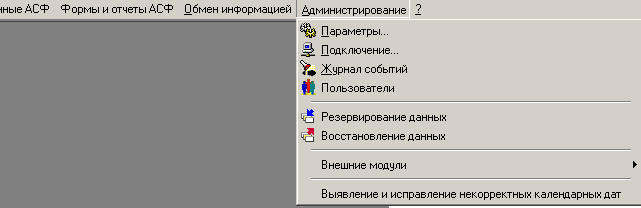 нные АСФ Формы и отчеты АСФ Обмен информацией Администрирование ?
Параметры...
Подключение...
Журнал событий
Пользователи
Резервирование данных
Восстановление данных
Внешние модули
Выявление и исправление некорректных календарных дат